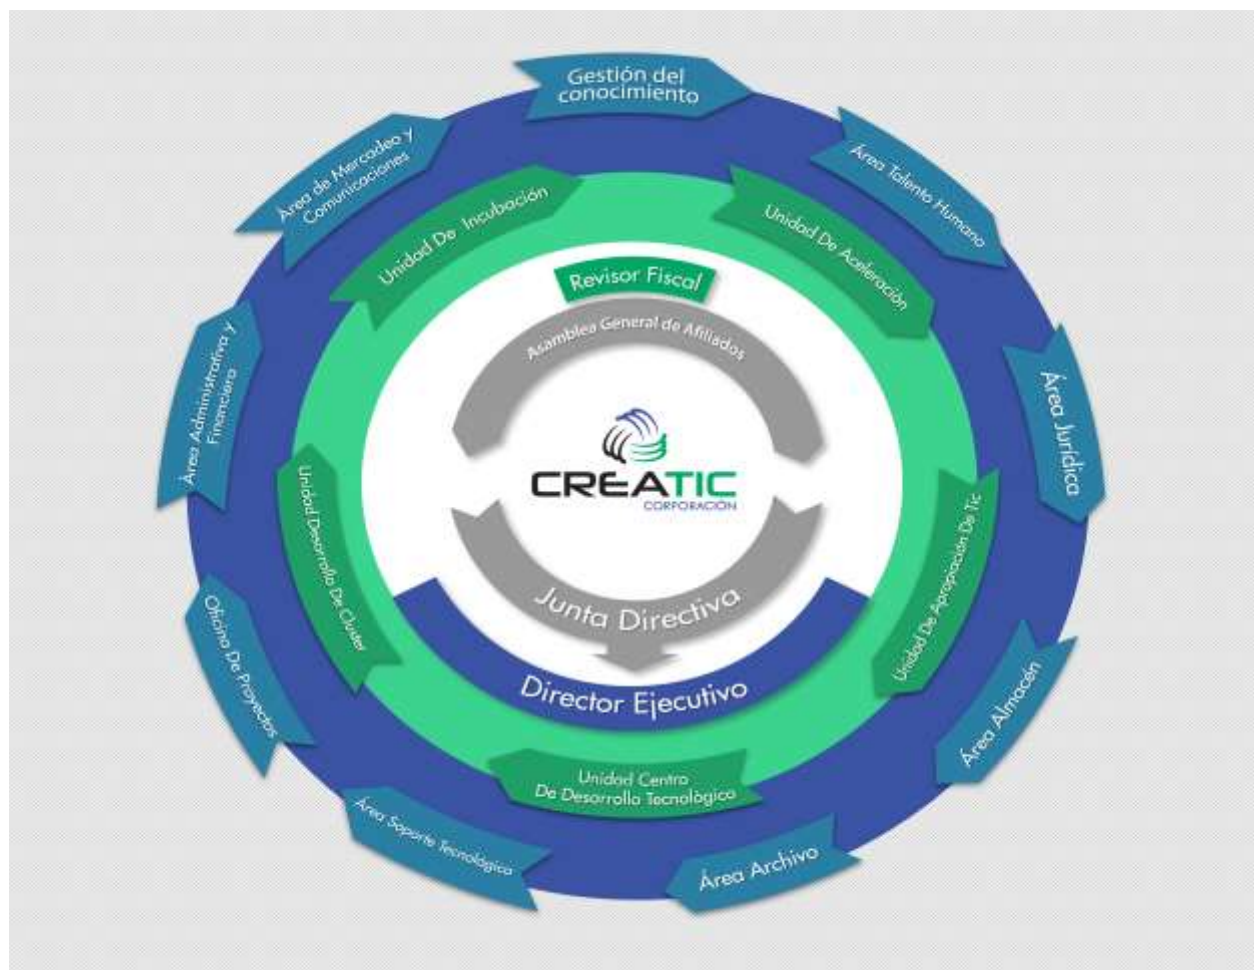 Gestión del
conocimiento
Área Talento Humano
Área Jurídica
Área Almacén
Área Archivo
Área Soporte Tecnológico
Oficina De Proyectos
Área Administrativa y
Financiera
Área de Mercadeo y
Comunicaciones
Unidad De Incubación
Unidad De Aceleración
Unidad De Apropiación De Tic
Unidad Centro
De Desarrollo Tecnológico
Unidad Desarrollo De Cluster
Revisor Fiscal
Asamblea General de Afiliados
CREATIC
CORPORACIÓN
Junta Directiva
Director Ejecutivo